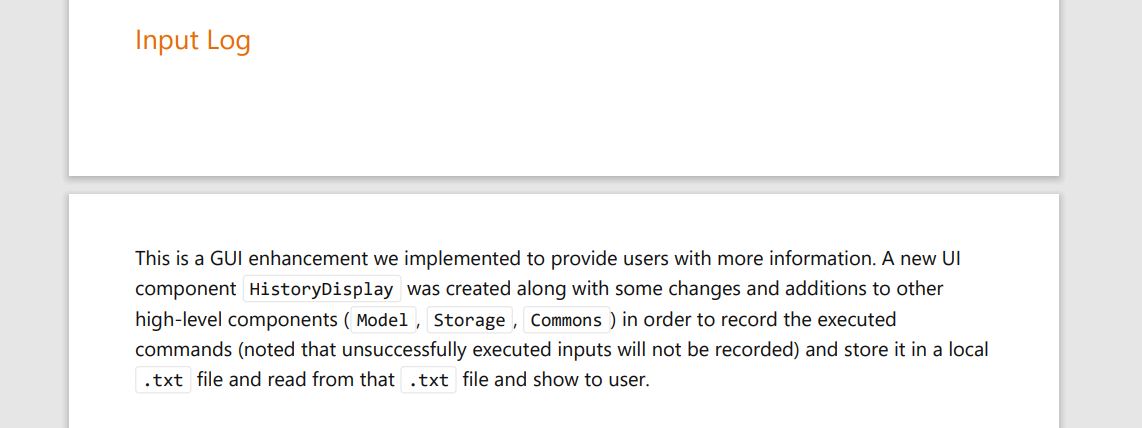 Input Log
This is a GUI enhancement we implemented to provide users with more information. A new UI
component HistoryDisplay was created along with some changes and additions to other
high-level components ( Model , Storage , Commons ) in order to record the executed
commands (noted that unsuccessfully executed inputs will not be recorded) and store it in a local
.txt file and read from that .txt file and show to user.